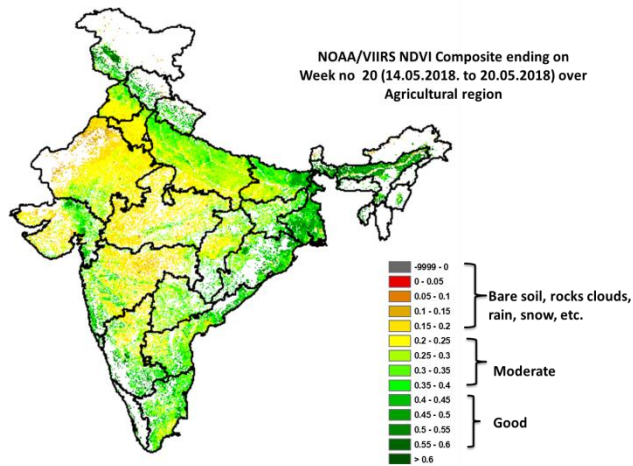 NOAA/VIIRS NDVI Composite ending on
Week no 20 (14.05.2018. to 20.05.2018) over
Agricultural region
-9999 - 0
0 - 0.05
0.05 - 0.1
0.1 - 0.15
0.15 - 0.2
0.2 - 0.25
0.25 - 0.3
0.3 - 0.35
0.35 - 0.4
0.4 - 0.45
0.45 - 0.5
0.5 - 0.55
0.55 - 0.6
> 0.6
Bare soil, rocks clouds,
rain, snow, etc.
Moderate
Good